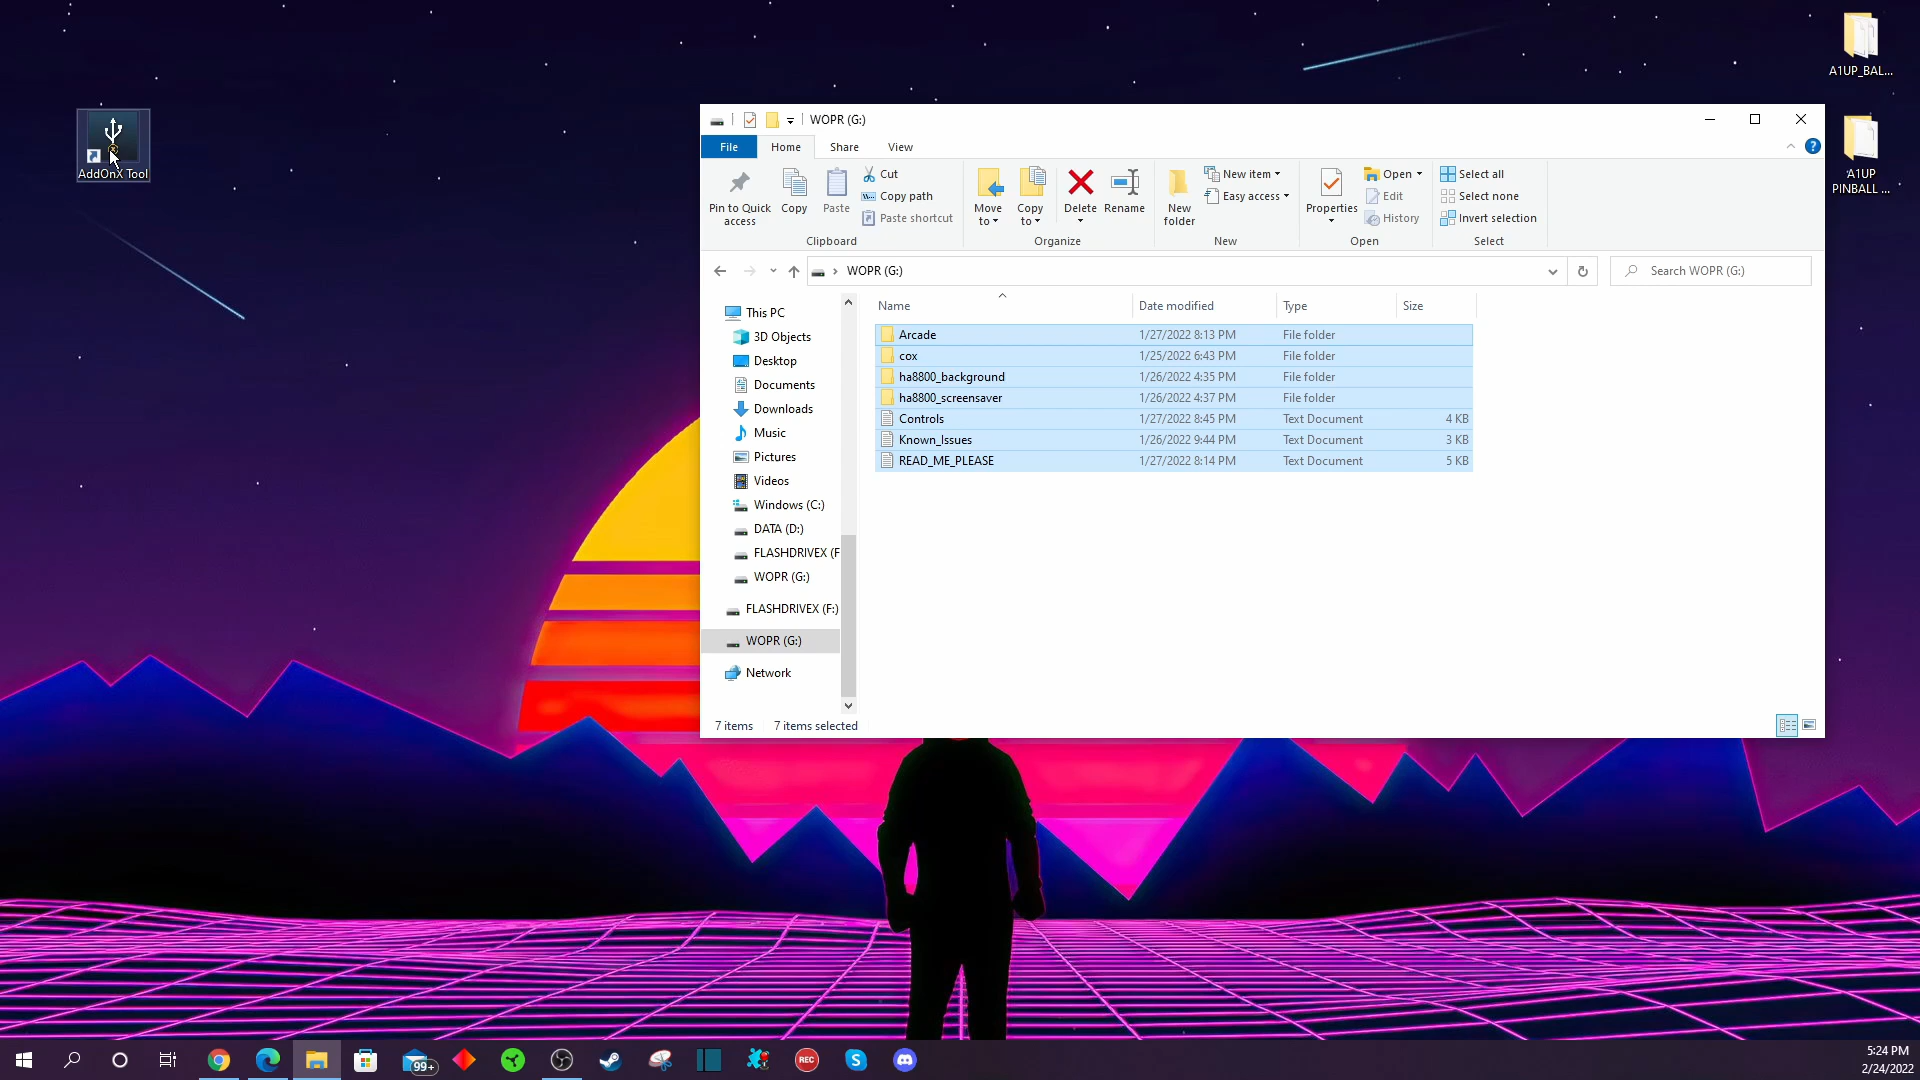 A1UP_BAL...
A1UP
PINBALL ...
AddOnX Tool
WOPR (G:)
File
Home
Share
View
Pin to Quick
access
Copy
Paste
Cut
Copy path
Paste shortcut
Clipboard
Move
to
Copy
to
Delete
Rename
Organize
New
folder
New item
Easy access
New
Properties
Open
Edit
History
Open
Select all
Select none
Invert selection
Select
WOPR (G:)
Search WOPR (G:)
This PC
3D Objects
Desktop
Documents
Downloads
Music
Pictures
Videos
Windows (C:)
DATA (D:)
FLASHDRIVEX (F
WOPR (G:)
FLASHDRIVEX (F:)
WOPR (G:)
Network
Name Date modified Type Size
Arcade 1/27/2022 8:13 PM File folder
cox 1/25/2022 6:43 PM File folder
ha8800_background 1/26/2022 4:35 PM File folder
ha8800_screensaver 1/26/2022 4:37 PM File folder
Controls 1/27/2022 8:45 PM Text Document 4 KB
Known_Issues 1/26/2022 9:44 PM Text Document 3 KB
READ_ME_PLEASE 1/27/2022 8:14 PM Text Document 5 KB
7 items 7 items selected
99+
REC
5:24 PM
2/24/2022